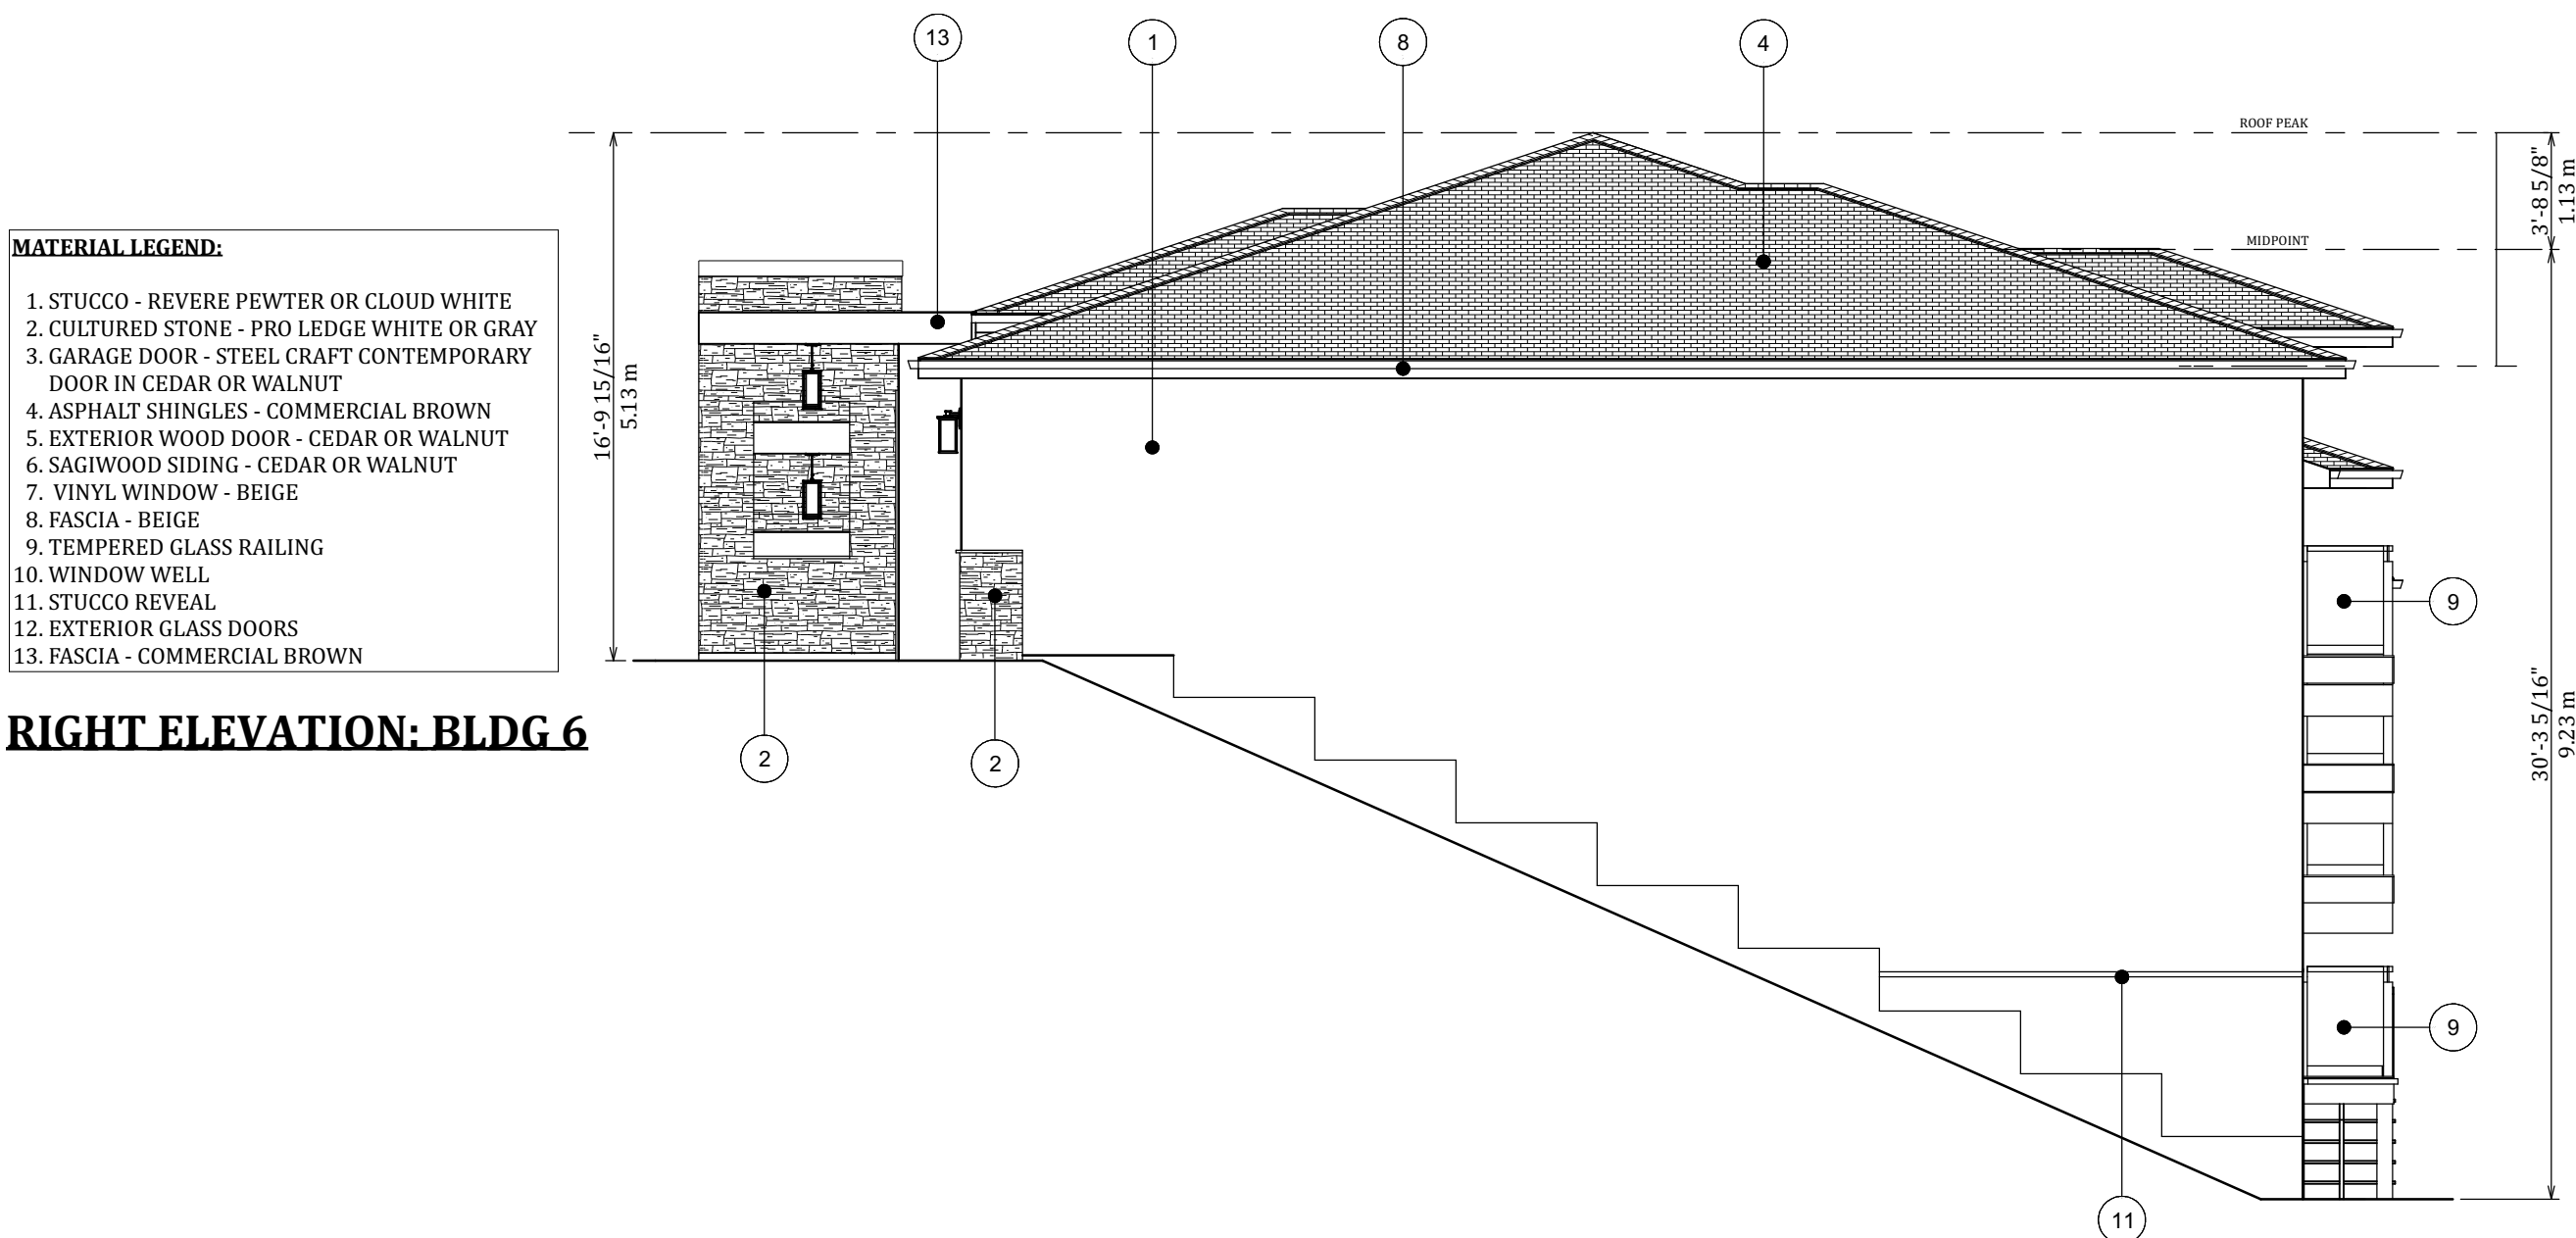 13
1
8
4
ROOF PEAK
3'-8 5/8"
1.13 m
MIDPOINT
MATERIAL LEGEND:
1. STUCCO - REVERE PEWTER OR CLOUD WHITE
2. CULTURED STONE - PRO LEDGE WHITE OR GRAY
3. GARAGE DOOR - STEEL CRAFT CONTEMPORARY
DOOR IN CEDAR OR WALNUT
4. ASPHALT SHINGLES - COMMERCIAL BROWN
5. EXTERIOR WOOD DOOR - CEDAR OR WALNUT
6. SAGIWOOD SIDING - CEDAR OR WALNUT
7. VINYL WINDOW - BEIGE
8. FASCIA - BEIGE
9. TEMPERED GLASS RAILING
10. WINDOW WELL
11. STUCCO REVEAL
12. EXTERIOR GLASS DOORS
13. FASCIA - COMMERCIAL BROWN
16'-9 15/16"
5.13 m
9
30'-3 5/16"
9.23 m
RIGHT ELEVATION: BLDG 6
2
2
9
11